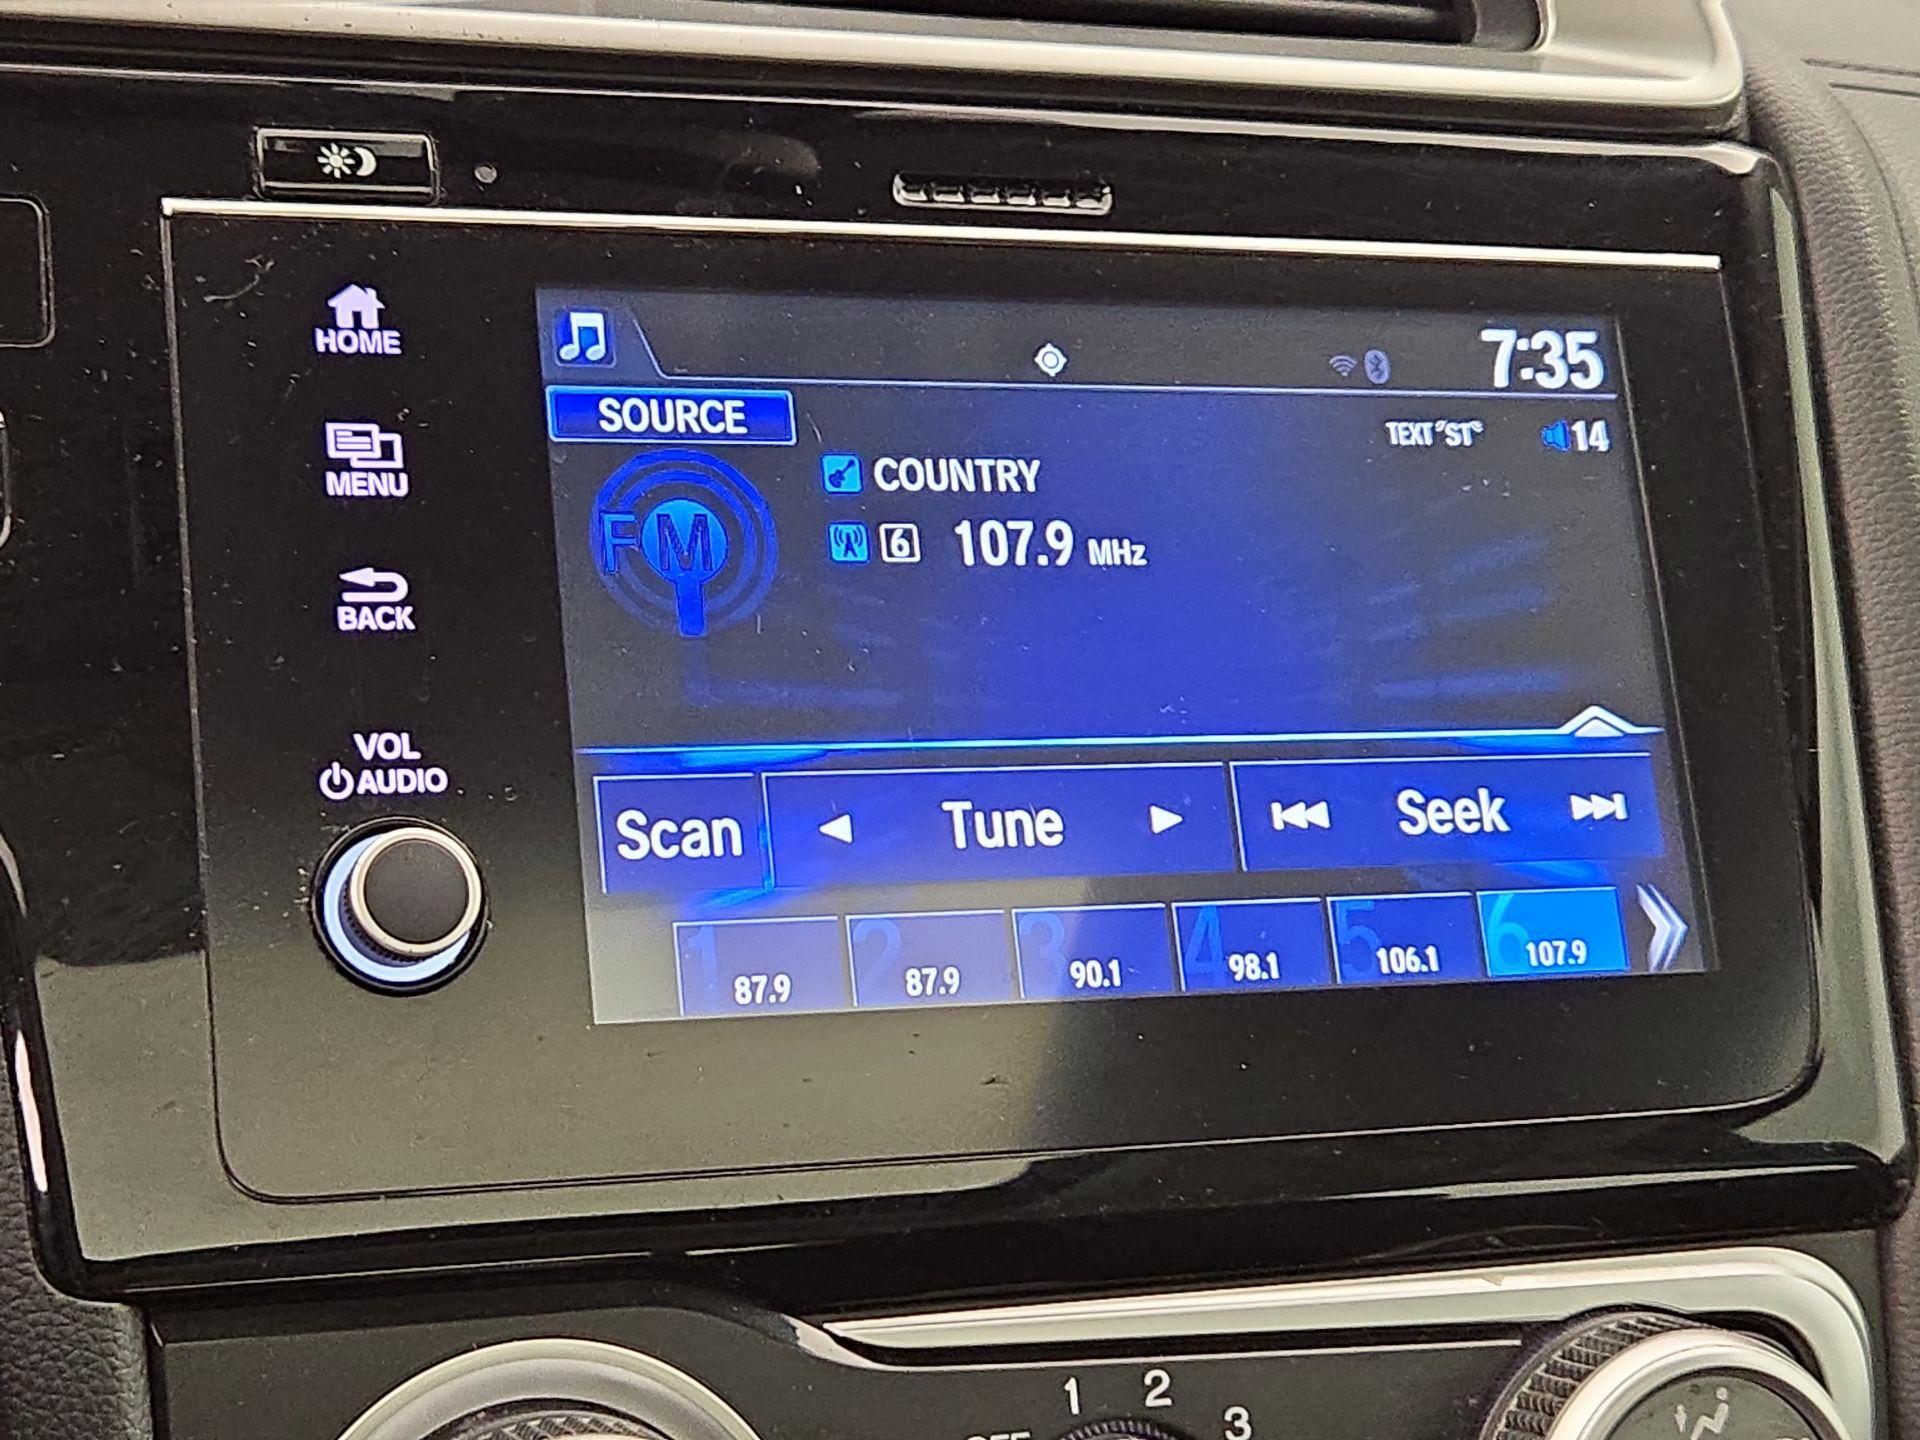 HOME
MENU
BACK
VOL
AUDIO
7:35
SOURCE
TEXT "ST"
14
COUNTRY
FM
6 107.9 MHz
Scan
Tune
Seek
1 87.9
2 87.9
3 90.1
4 98.1
5 106.1
6 107.9
1 2 3
OFF